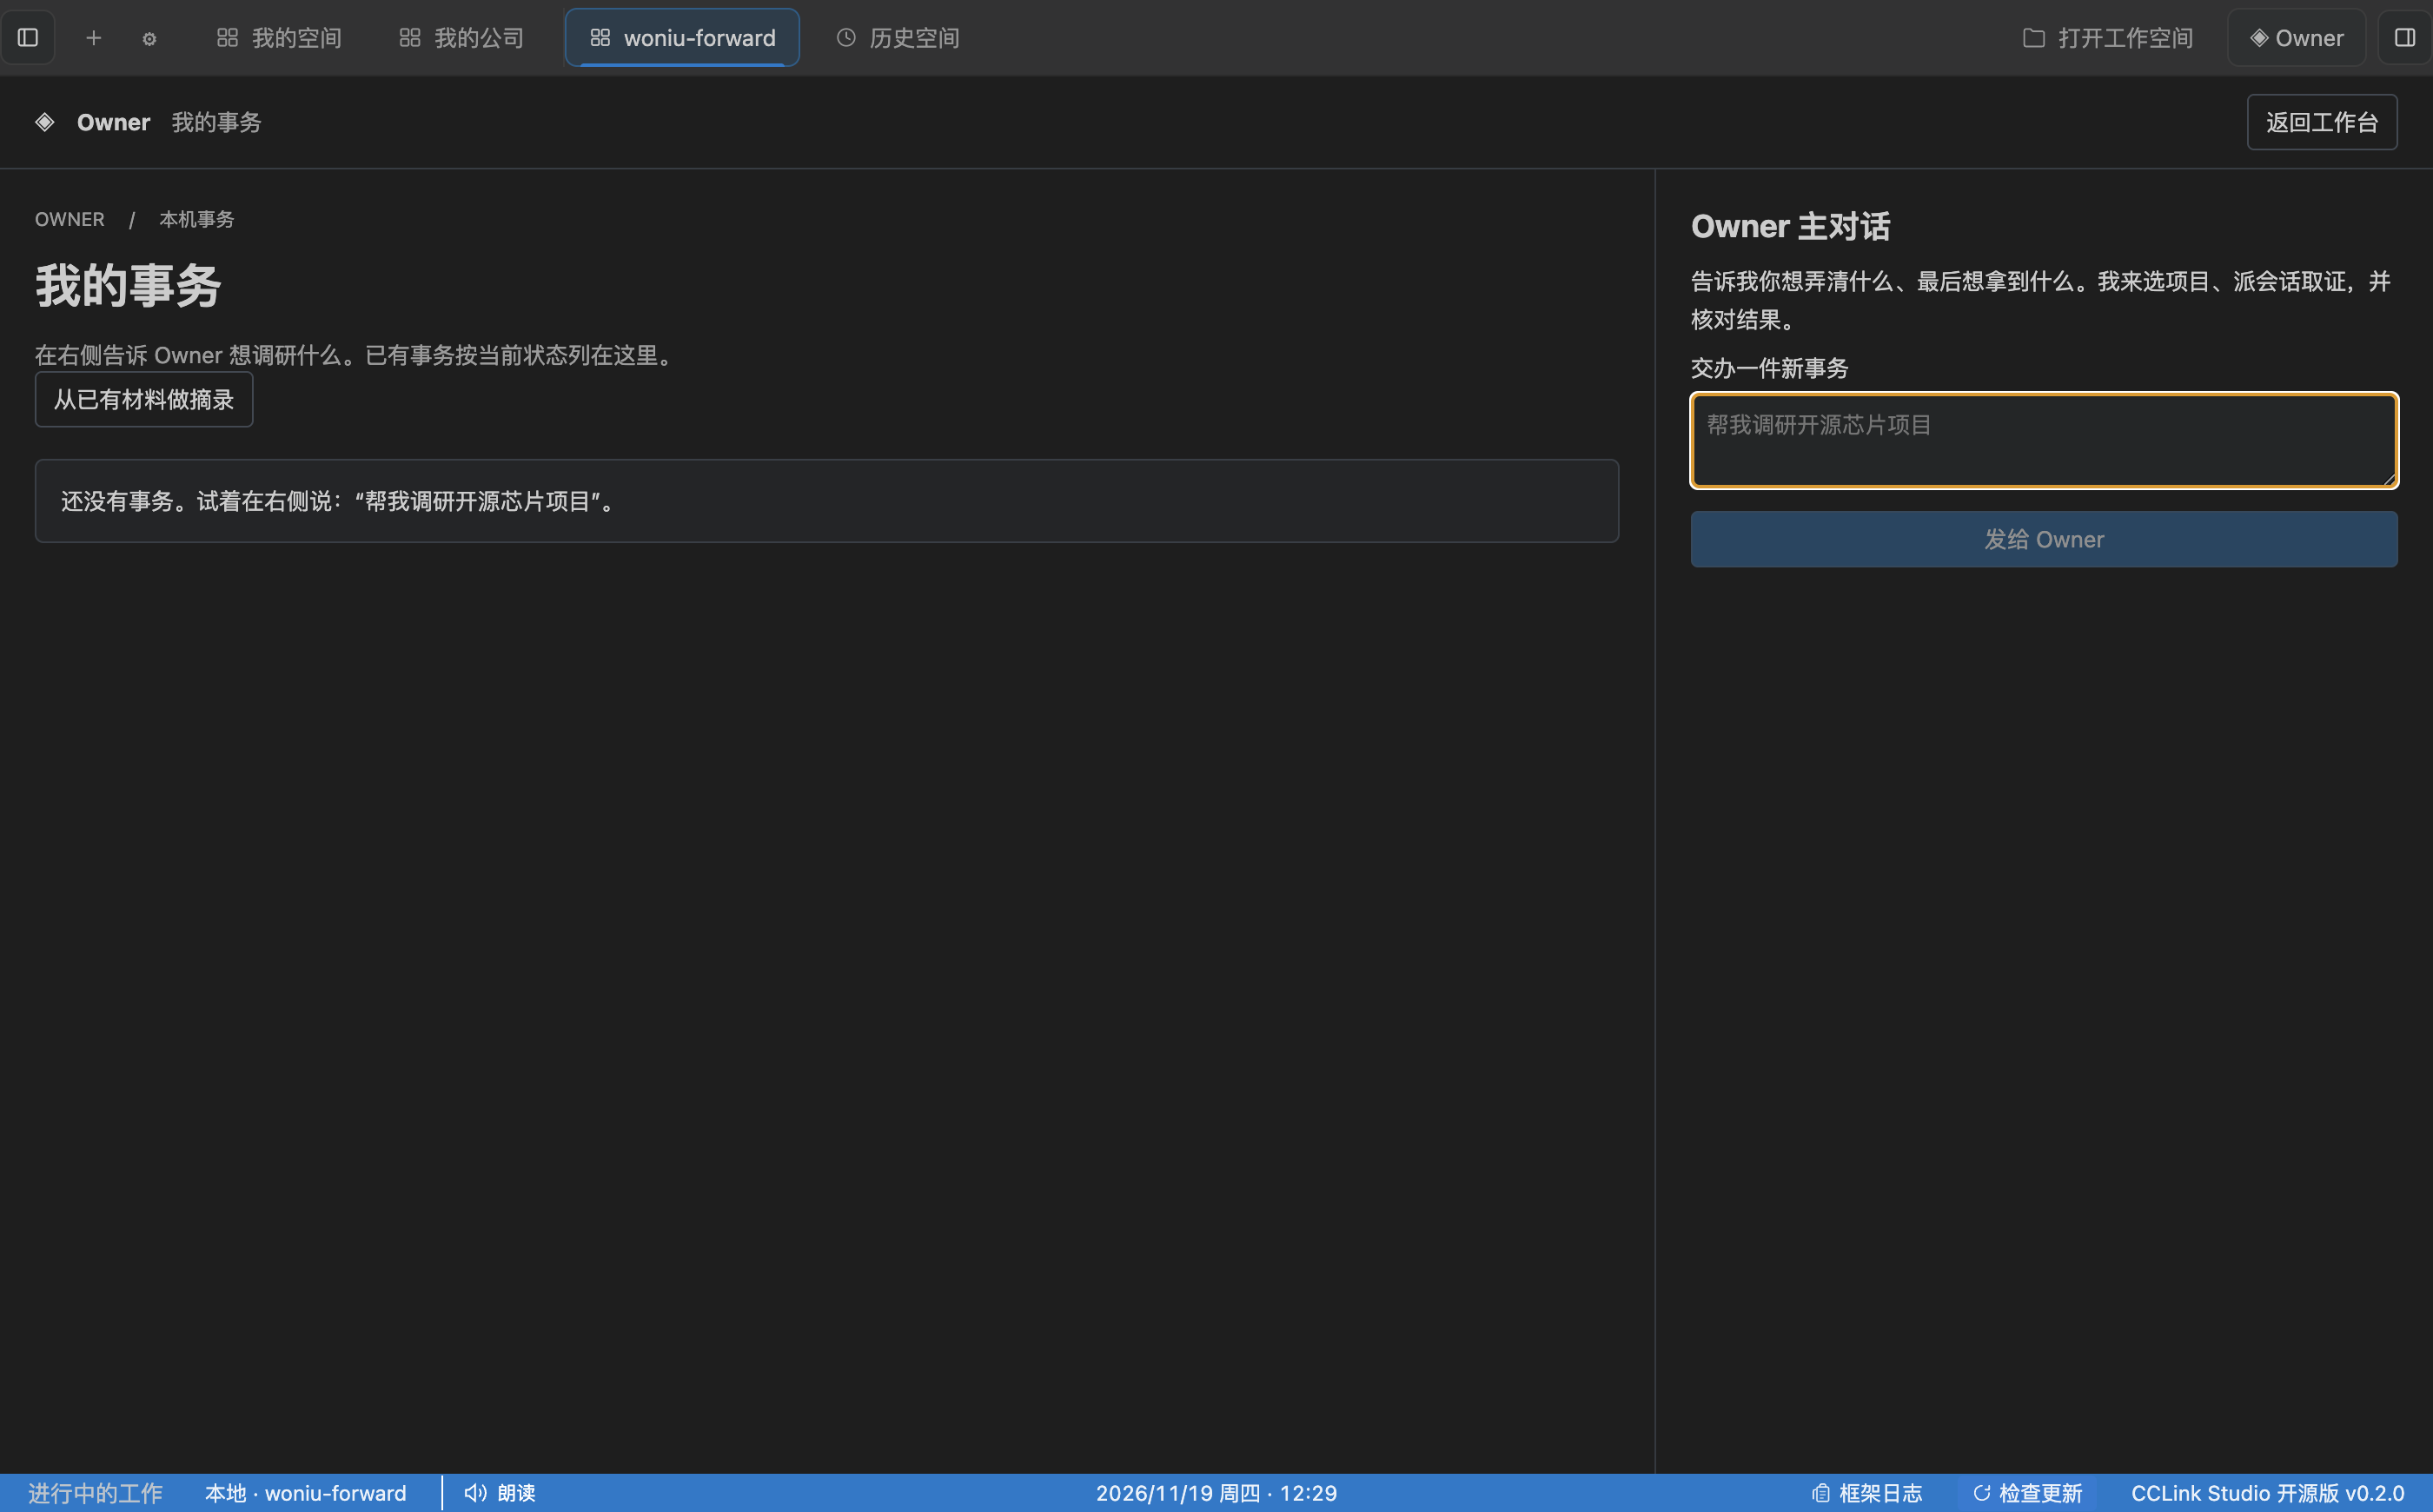 我的空间
我的公司
woniu-forward
历史空间
打开工作空间
Owner
Owner 我的事务
返回工作台
OWNER / 本机事务
我的事务
在右侧告诉 Owner 想调研什么。已有事务按当前状态列在这里。
从已有材料做摘录
还没有事务。试着在右侧说：“帮我调研开源芯片项目”。
Owner 主对话
告诉我你想弄清什么、最后想拿到什么。我来选项目、派会话取证，并
核对结果。
交办一件新事务
帮我调研开源芯片项目
发给 Owner
进行中的工作
本地 · woniu-forward
朗读
2026/11/19 周四 · 12:29
框架日志
检查更新
CCLink Studio 开源版 v0.2.0